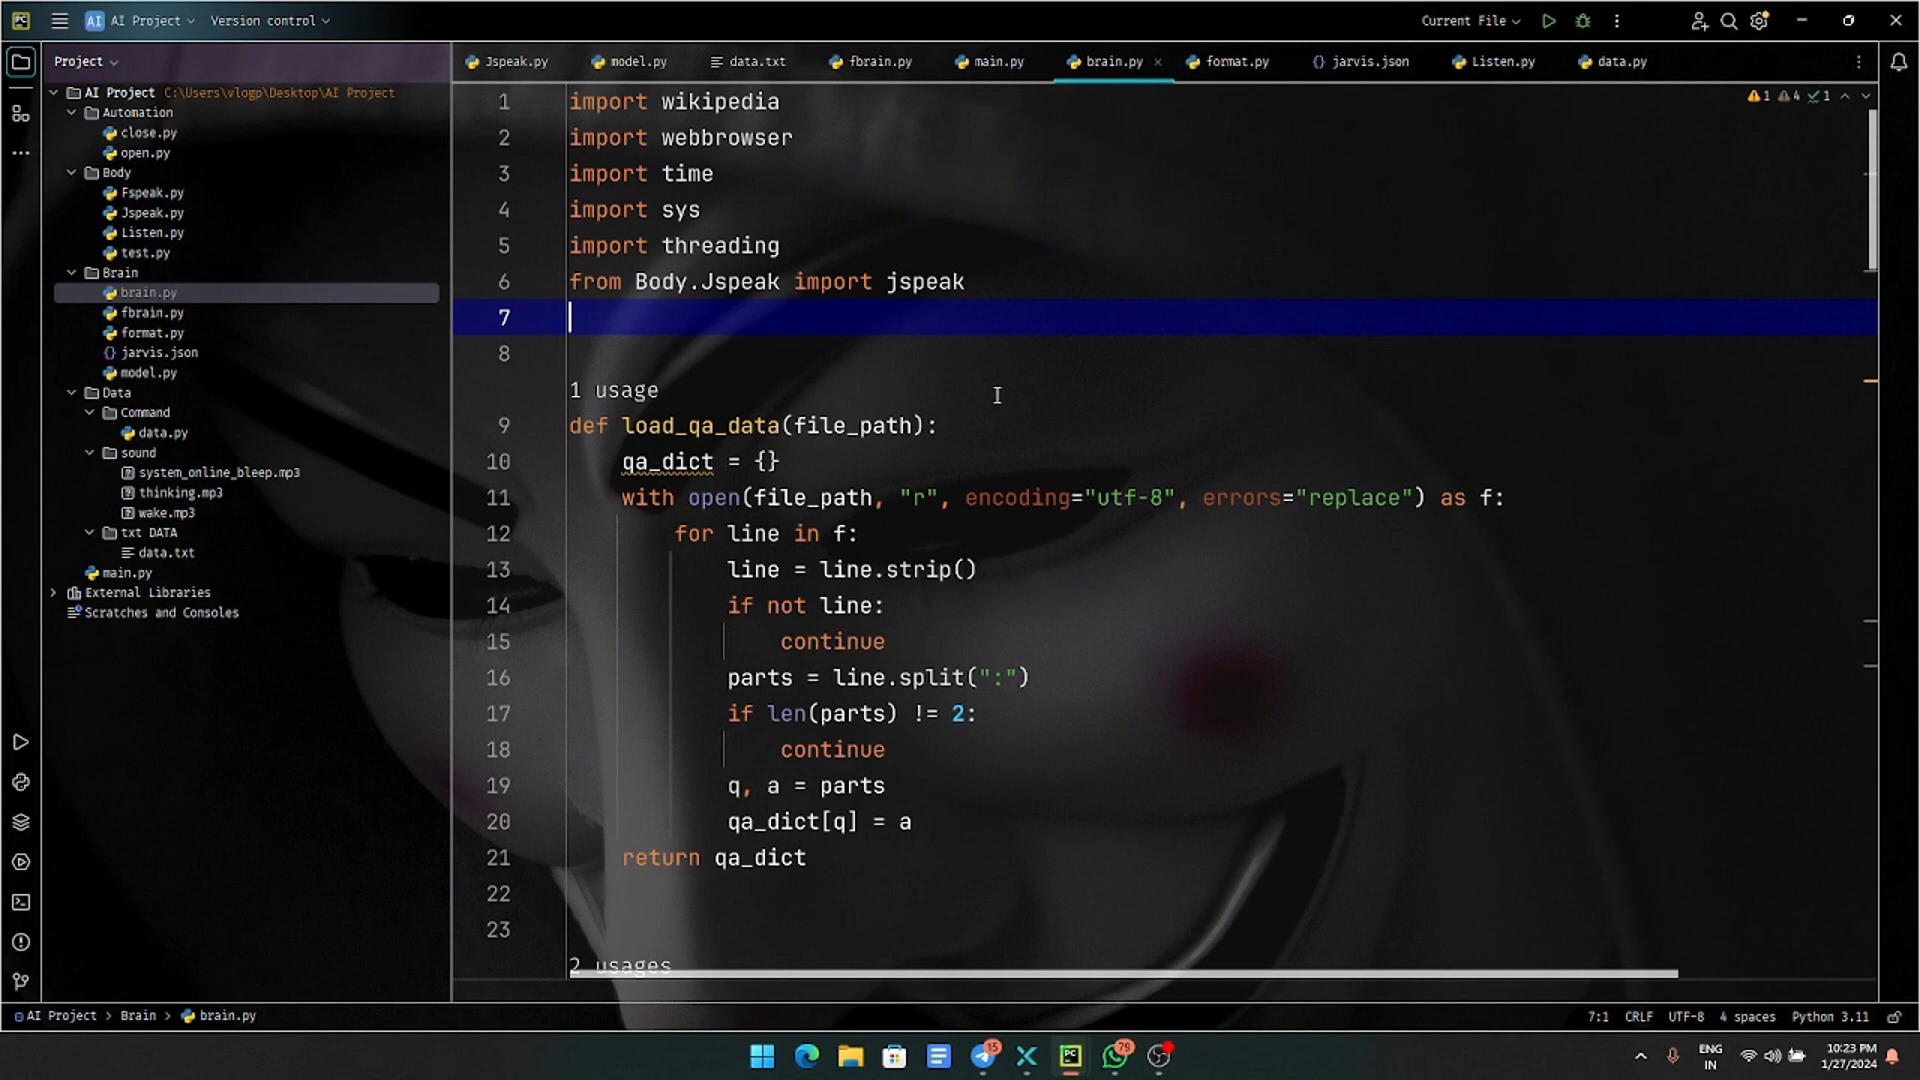 PC AI AI Project Version control Current File
Project
Jspeak.py model.py data.txt fbrain.py main.py brain.py format.py {} jarvis.json Listen.py data.py
AI Project C:\Users\vlogp\Desktop\AI Project
Automation
close.py
open.py
Body
Fspeak.py
Jspeak.py
Listen.py
test.py
Brain
brain.py
fbrain.py
format.py
{} jarvis.json
model.py
Data
Command
data.py
sound
system_online_bleep.mp3
thinking.mp3
wake.mp3
txt DATA
data.txt
main.py
External Libraries
Scratches and Consoles
1 4 1
1 import wikipedia
2 import webbrowser
3 import time
4 import sys
5 import threading
6 from Body.Jspeak import jspeak
7
8
1 usage
9 def load_qa_data(file_path):
10 qa_dict = {}
11 with open(file_path, "r", encoding="utf-8", errors="replace") as f:
12 for line in f:
13 line = line.strip()
14 if not line:
15 continue
16 parts = line.split(":")
17 if len(parts) != 2:
18 continue
19 q, a = parts
20 qa_dict[q] = a
21 return qa_dict
22
23
2 usages
AI Project > Brain > brain.py
7:1 CRLF UTF-8 4 spaces Python 3.11
15 PC 79
ENG
IN
10:23 PM
1/27/2024